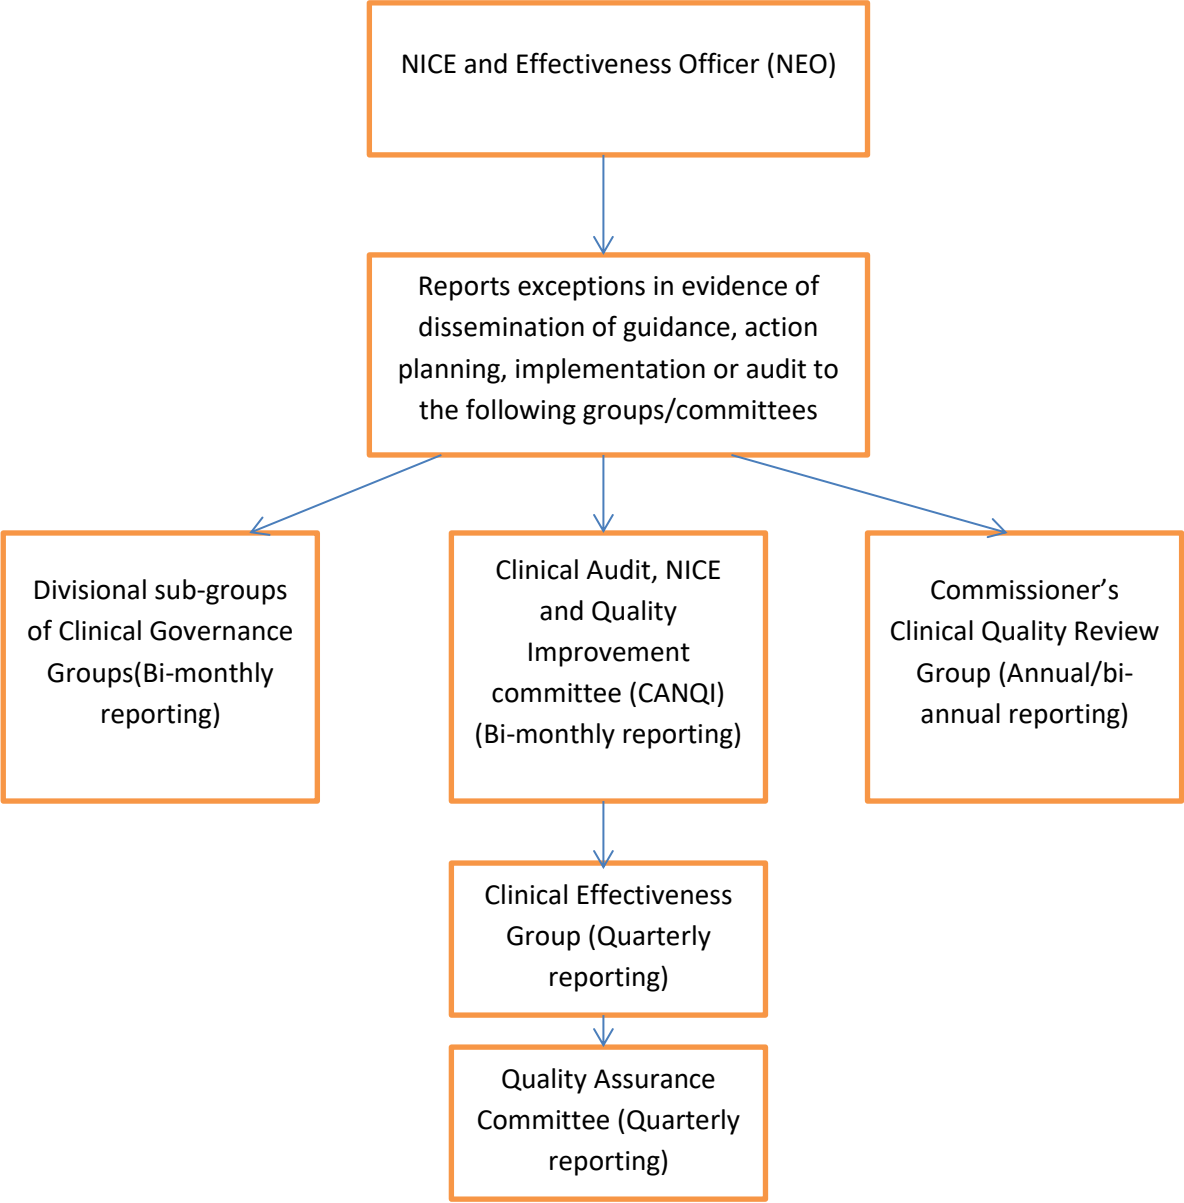 NICE and Effectiveness Officer (NEO)
Reports exceptions in evidence of
dissemination of guidance, action
planning, implementation or audit to
the following groups/committees
Divisional sub-groups
of Clinical Governance
Groups(Bi-monthly
reporting)
Clinical Audit, NICE
and Quality
Improvement
committee (CANQI)
(Bi-monthly reporting)
Commissioner’s
Clinical Quality Review
Group (Annual/bi-
annual reporting)
Clinical Effectiveness
Group (Quarterly
reporting)
Quality Assurance
Committee (Quarterly
reporting)